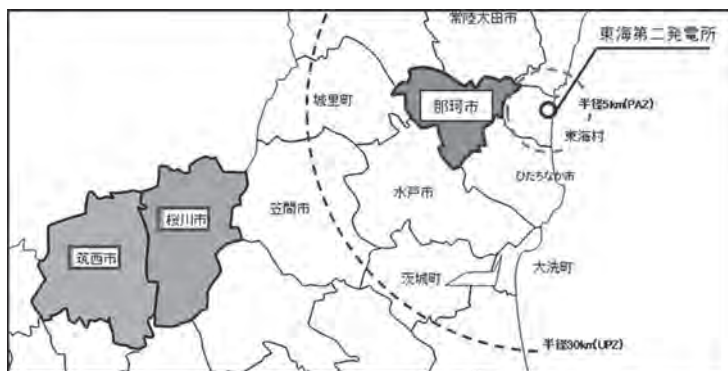 常陸太田市
東海第二発電所
城里町
那珂市
半径5km(PAZ)
東海村
ひたちなか市
水戸市
笠間市
桜川市
筑西市
茨城町
大洗町
半径30km(UPZ)